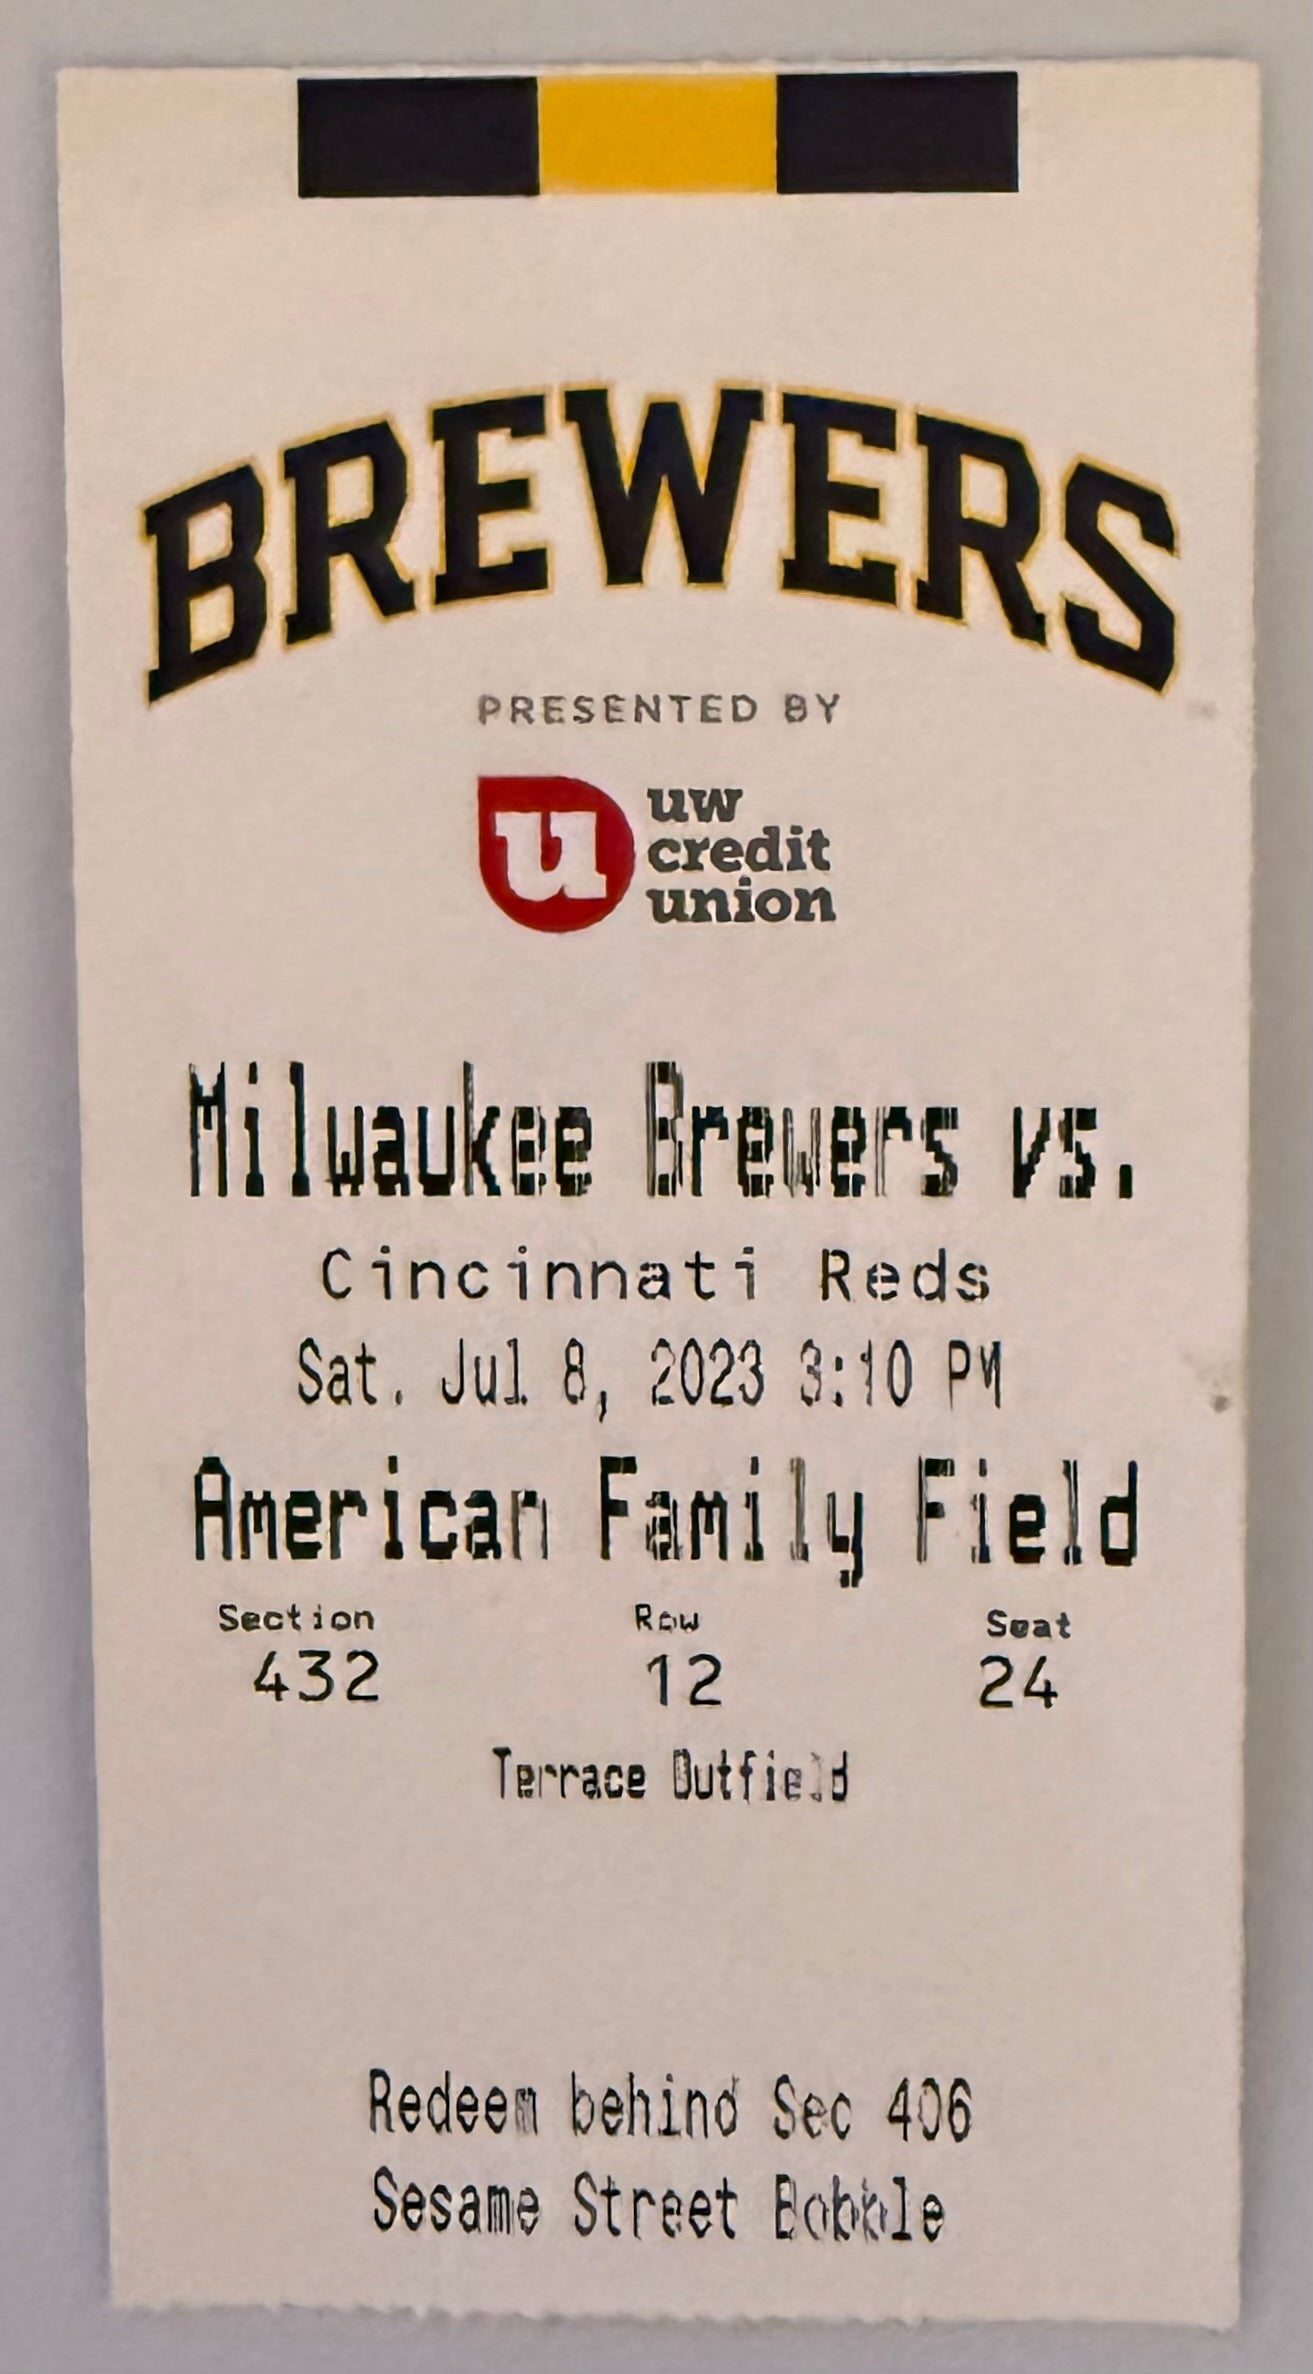 BREWERS
PRESENTED BY
u uw
credit
union
Milwaukee Brewers vs.
Cincinnati Reds
Sat. Jul 8, 2023 3:10 PM
American Family Field
Section Row Seat
432 12 24
Terrace Outfield
Redeem behind Sec 406
Sesame Street Bobble